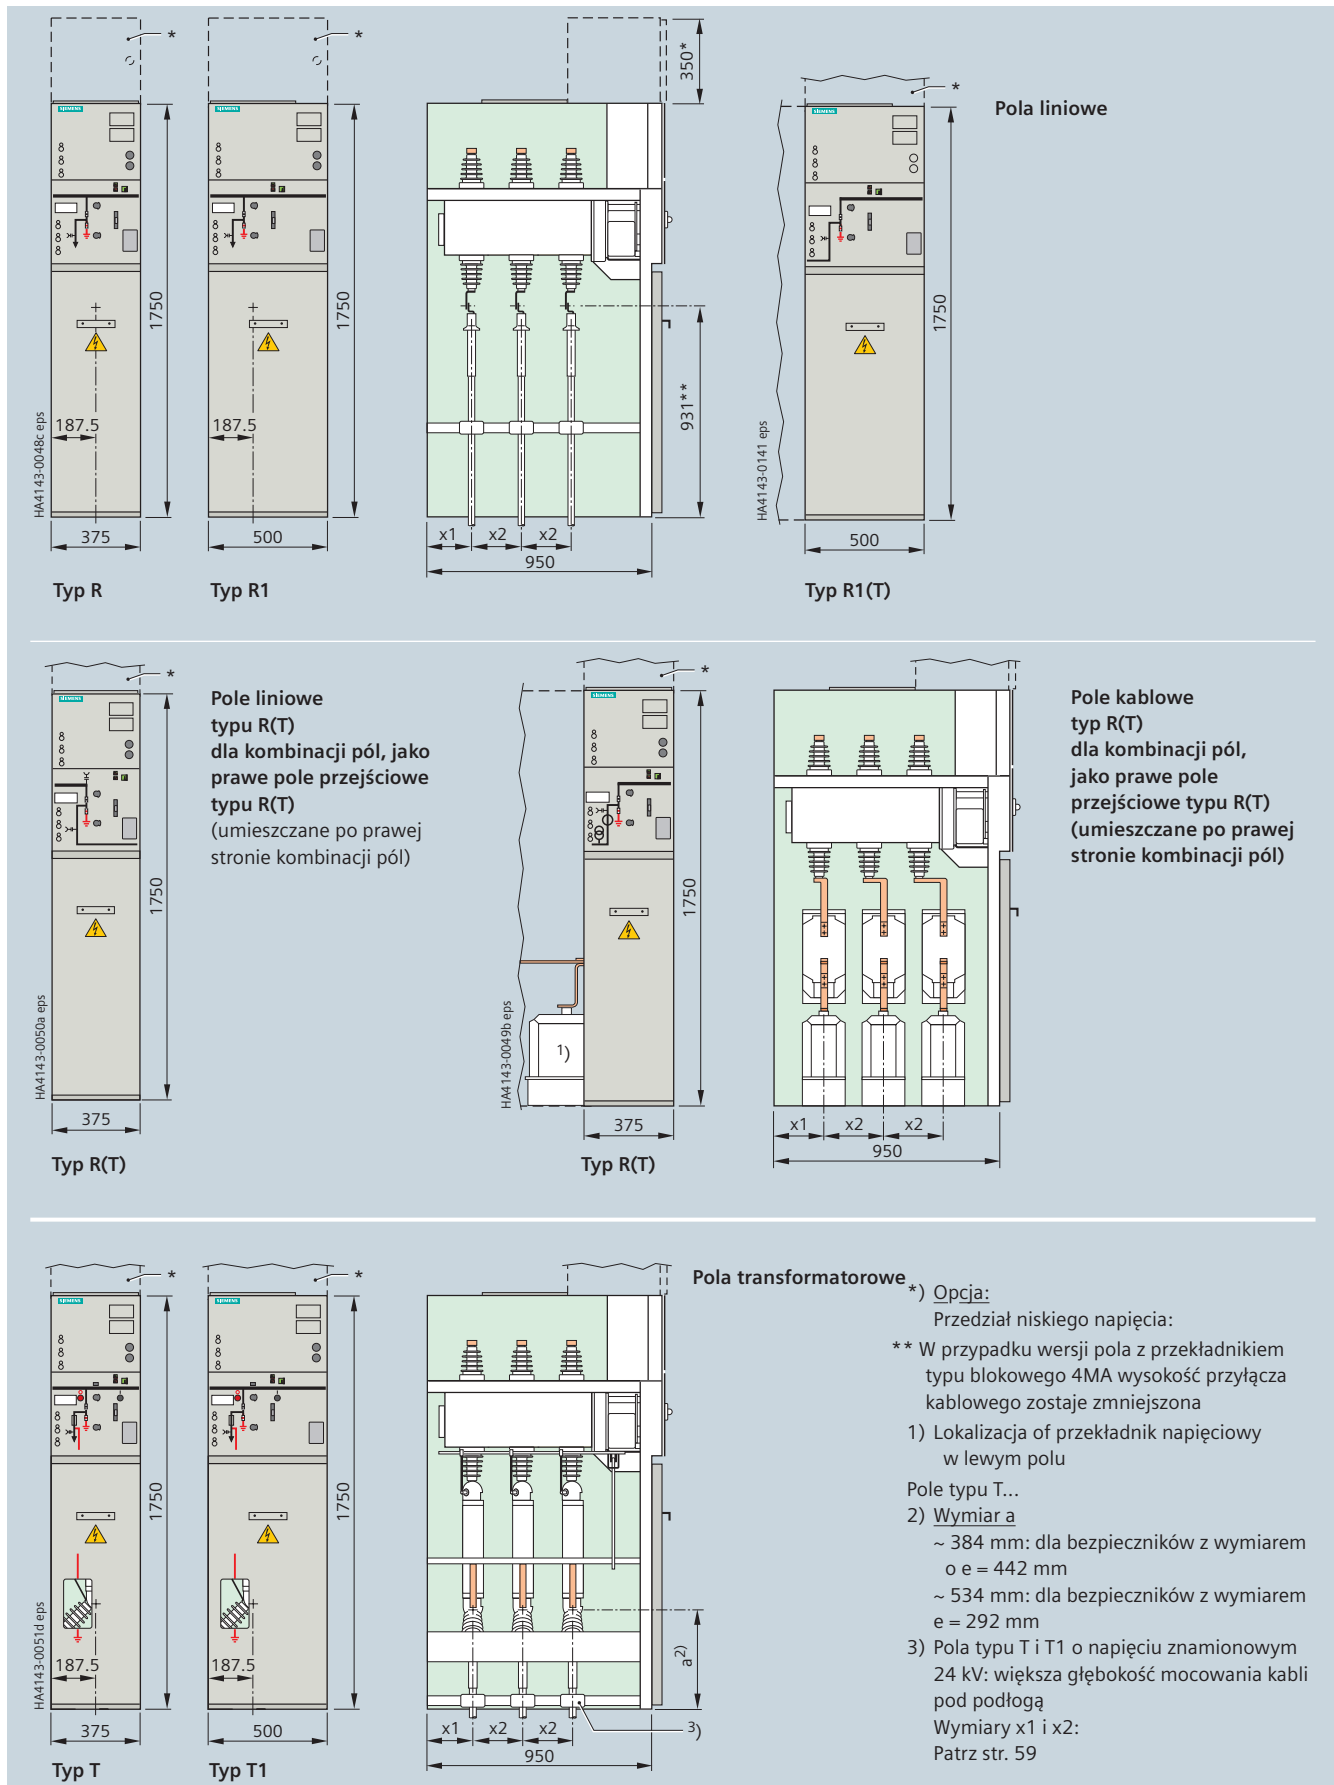 *
*
350*
*
Pola liniowe
SIEMENS
SIEMENS
SIEMENS
1750
1750
1750
931**
187.5
187.5
HA4143-0048c eps
HA4143-0141 eps
375
500
x1
x2
x2
950
500
Typ R
Typ R1
Typ R1(T)
*
*
SIEMENS
SIEMENS
Pole liniowe
typu R(T)
dla kombinacji pól, jako
prawe pole przejściowe
typu R(T)
(umieszczane po prawej
stronie kombinacji pól)
Pole kablowe
typ R(T)
dla kombinacji pól,
jako prawe pole
przejściowe typu R(T)
(umieszczane po prawej
stronie kombinacji pól)
1750
1750
1)
HA4143-0050a eps
HA4143-0049b eps
375
375
x1
x2
x2
950
Typ R(T)
Typ R(T)
*
*
SIEMENS
SIEMENS
Pola transformatorowe
1750
1750
187.5
187.5
HA4143-0051d eps
a2)
3)
375
500
x1
x2
x2
950
Typ T
Typ T1
*) Opcja:
Przedział niskiego napięcia:
** W przypadku wersji pola z przekładnikiem
typu blokowego 4MA wysokość przyłącza
kablowego zostaje zmniejszona
1) Lokalizacja of przekładnik napięciowy
w lewym polu
Pole typu T...
2) Wymiar a
~ 384 mm: dla bezpieczników z wymiarem
o e = 442 mm
~ 534 mm: dla bezpieczników z wymiarem
e = 292 mm
3) Pola typu T i T1 o napięciu znamionowym
24 kV: większa głębokość mocowania kabli
pod podłogą
Wymiary x1 i x2:
Patrz str. 59